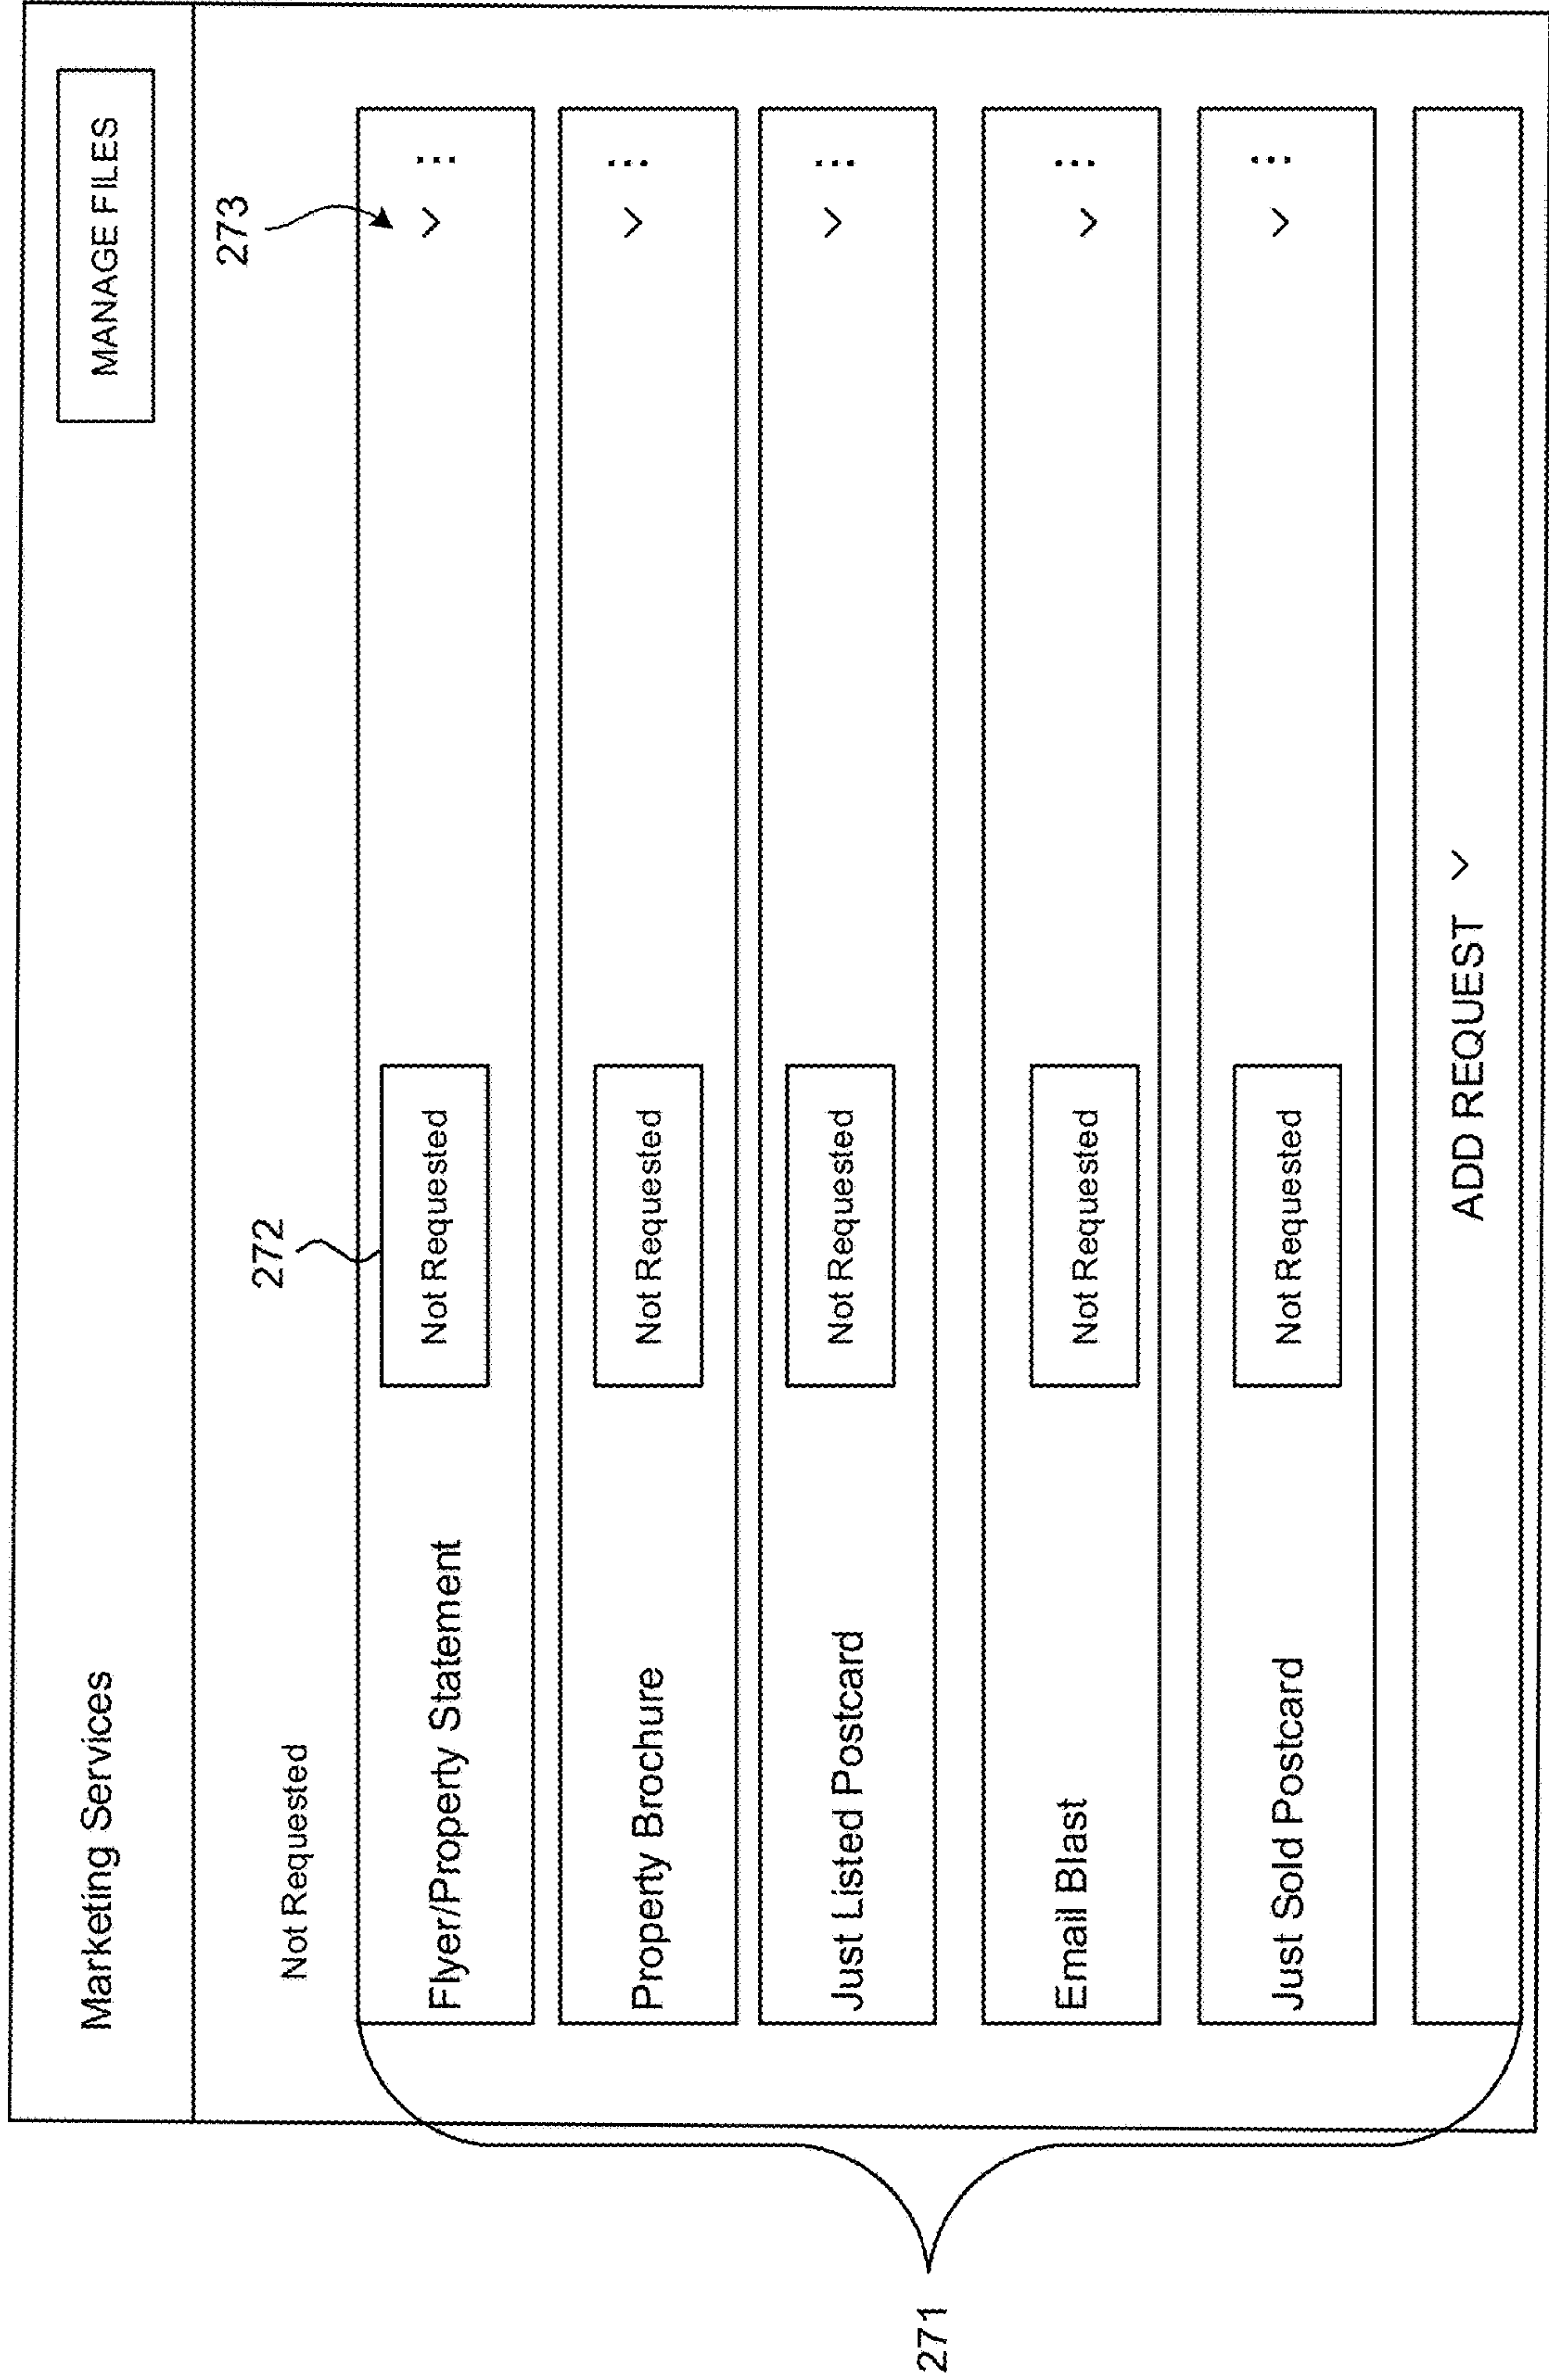 Marketing Services MANAGE FILES
273
272
Not Requested
Flyer/Property Statement Not Requested
Property Brochure Not Requested
Just Listed Postcard Not Requested
271
Email Blast Not Requested
Just Sold Postcard Not Requested
ADD REQUEST